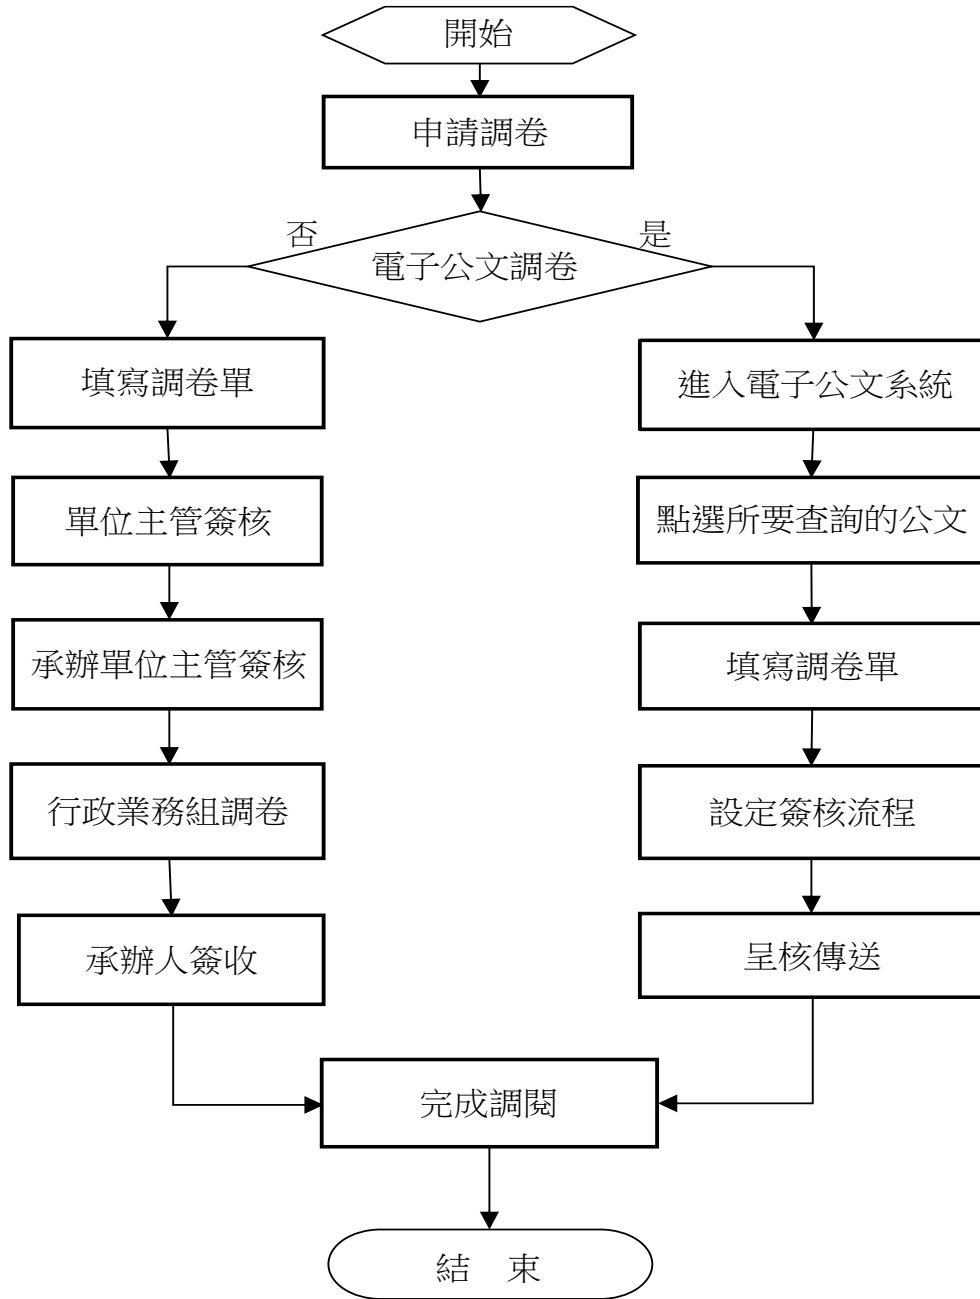 開始
申請調卷
否
是
電子公文調卷
填寫調卷單
單位主管簽核
承辦單位主管簽核
行政業務組調卷
承辦人簽收
進入電子公文系統
點選所要查詢的公文
填寫調卷單
設定簽核流程
呈核傳送
完成調閱
結 束